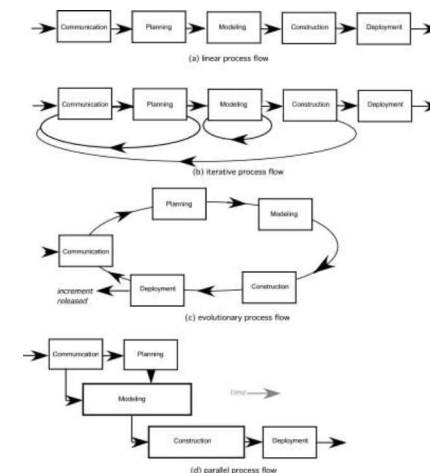 Communication Planning Modeling Construction Deployment
(a) linear process flow
Communication Planning Modeling Construction Deployment
(b) iterative process flow
Planning
Modeling
Communication
increment
released
Deployment
Construction
(c) evolutionary process flow
Communication Planning
Modeling
time
Construction Deployment
(d) parallel process flow